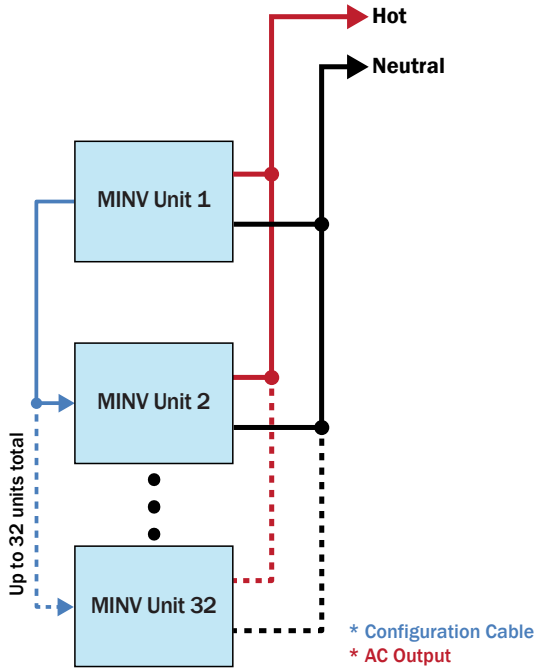 Hot
Neutral
MINV Unit 1
MINV Unit 2
Up to 32 units total
MINV Unit 32
* Configuration Cable
* AC Output